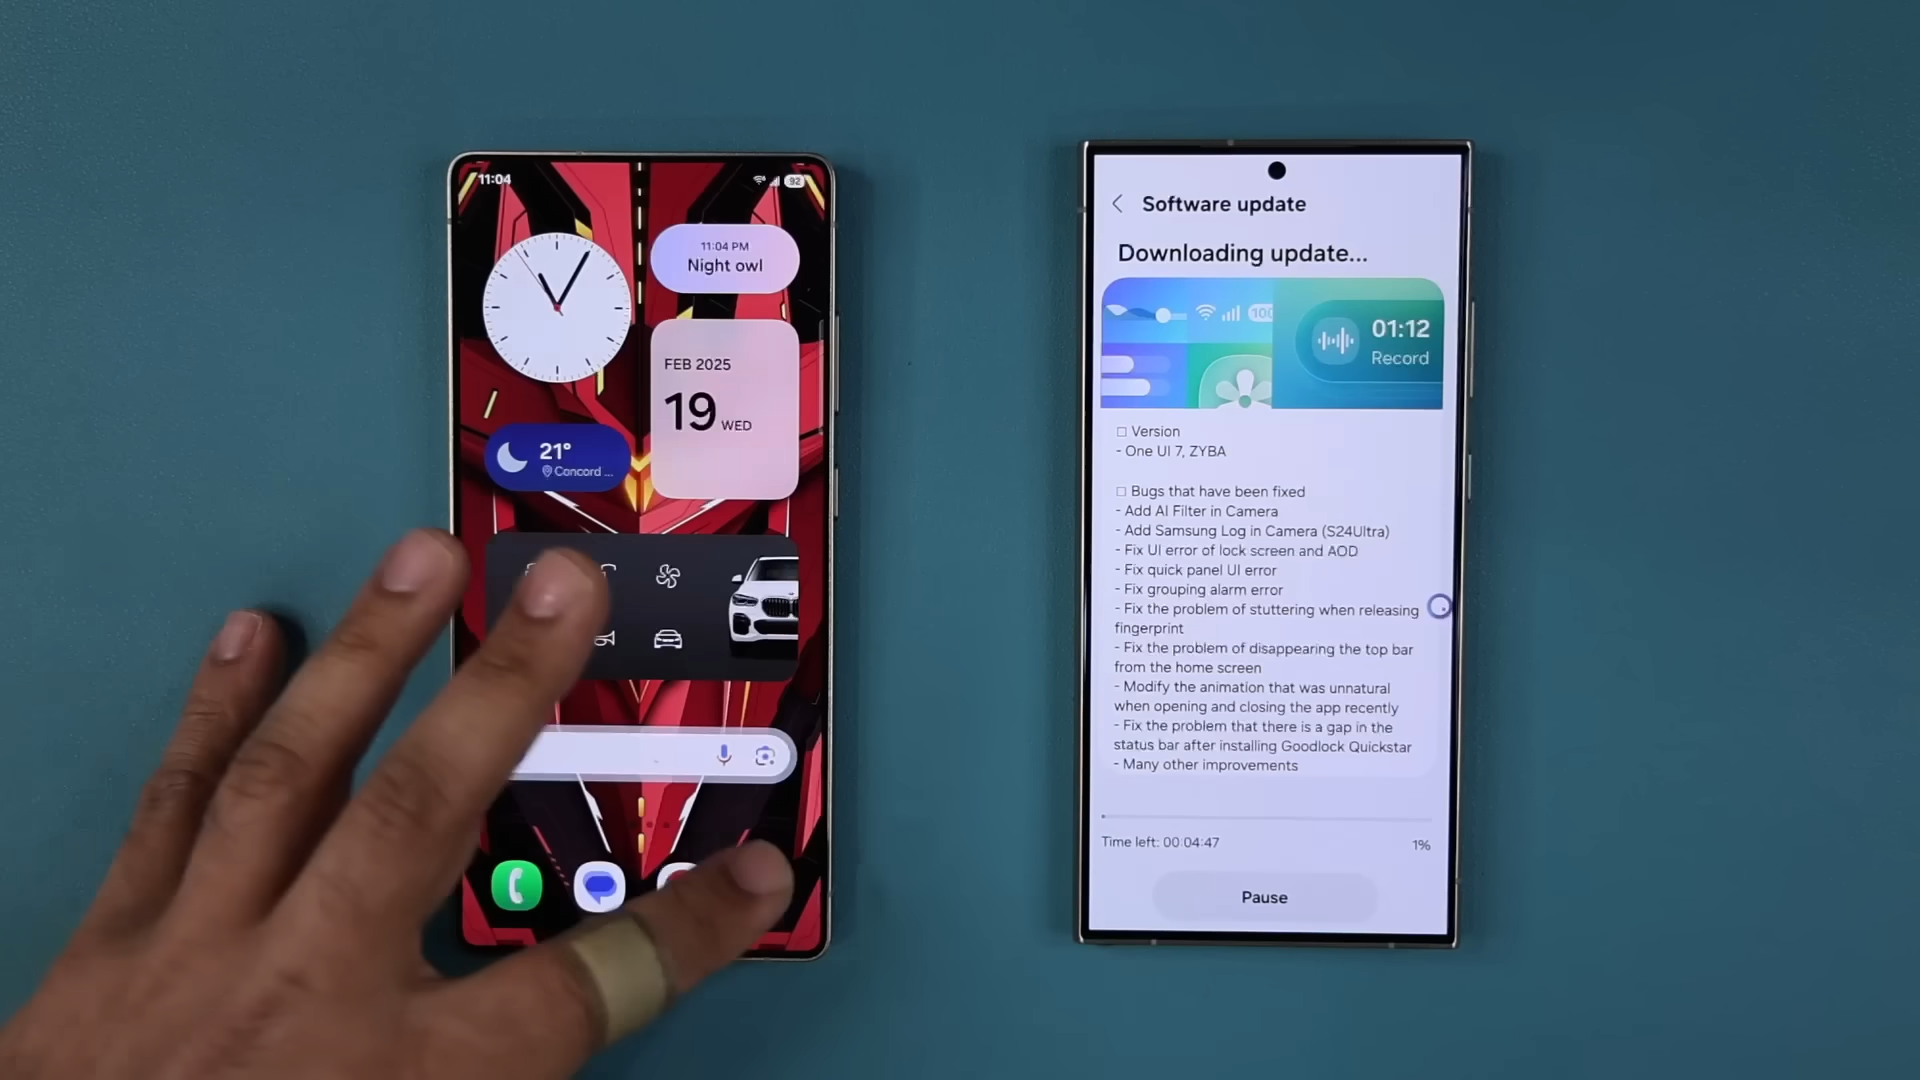 11:04
92
11:04 PM
Night owl
FEB 2025
19 WED
21°
Concord ...
Software update
Downloading update...
100
01:12
Record
□ Version
- One UI 7, ZYBA
□ Bugs that have been fixed
- Add AI Filter in Camera
- Add Samsung Log in Camera (S24Ultra)
- Fix UI error of lock screen and AOD
- Fix quick panel UI error
- Fix grouping alarm error
- Fix the problem of stuttering when releasing
fingerprint
- Fix the problem of disappearing the top bar
from the home screen
- Modify the animation that was unnatural
when opening and closing the app recently
- Fix the problem that there is a gap in the
status bar after installing Goodlock Quickstar
- Many other improvements
Time left: 00:04:47
1%
Pause